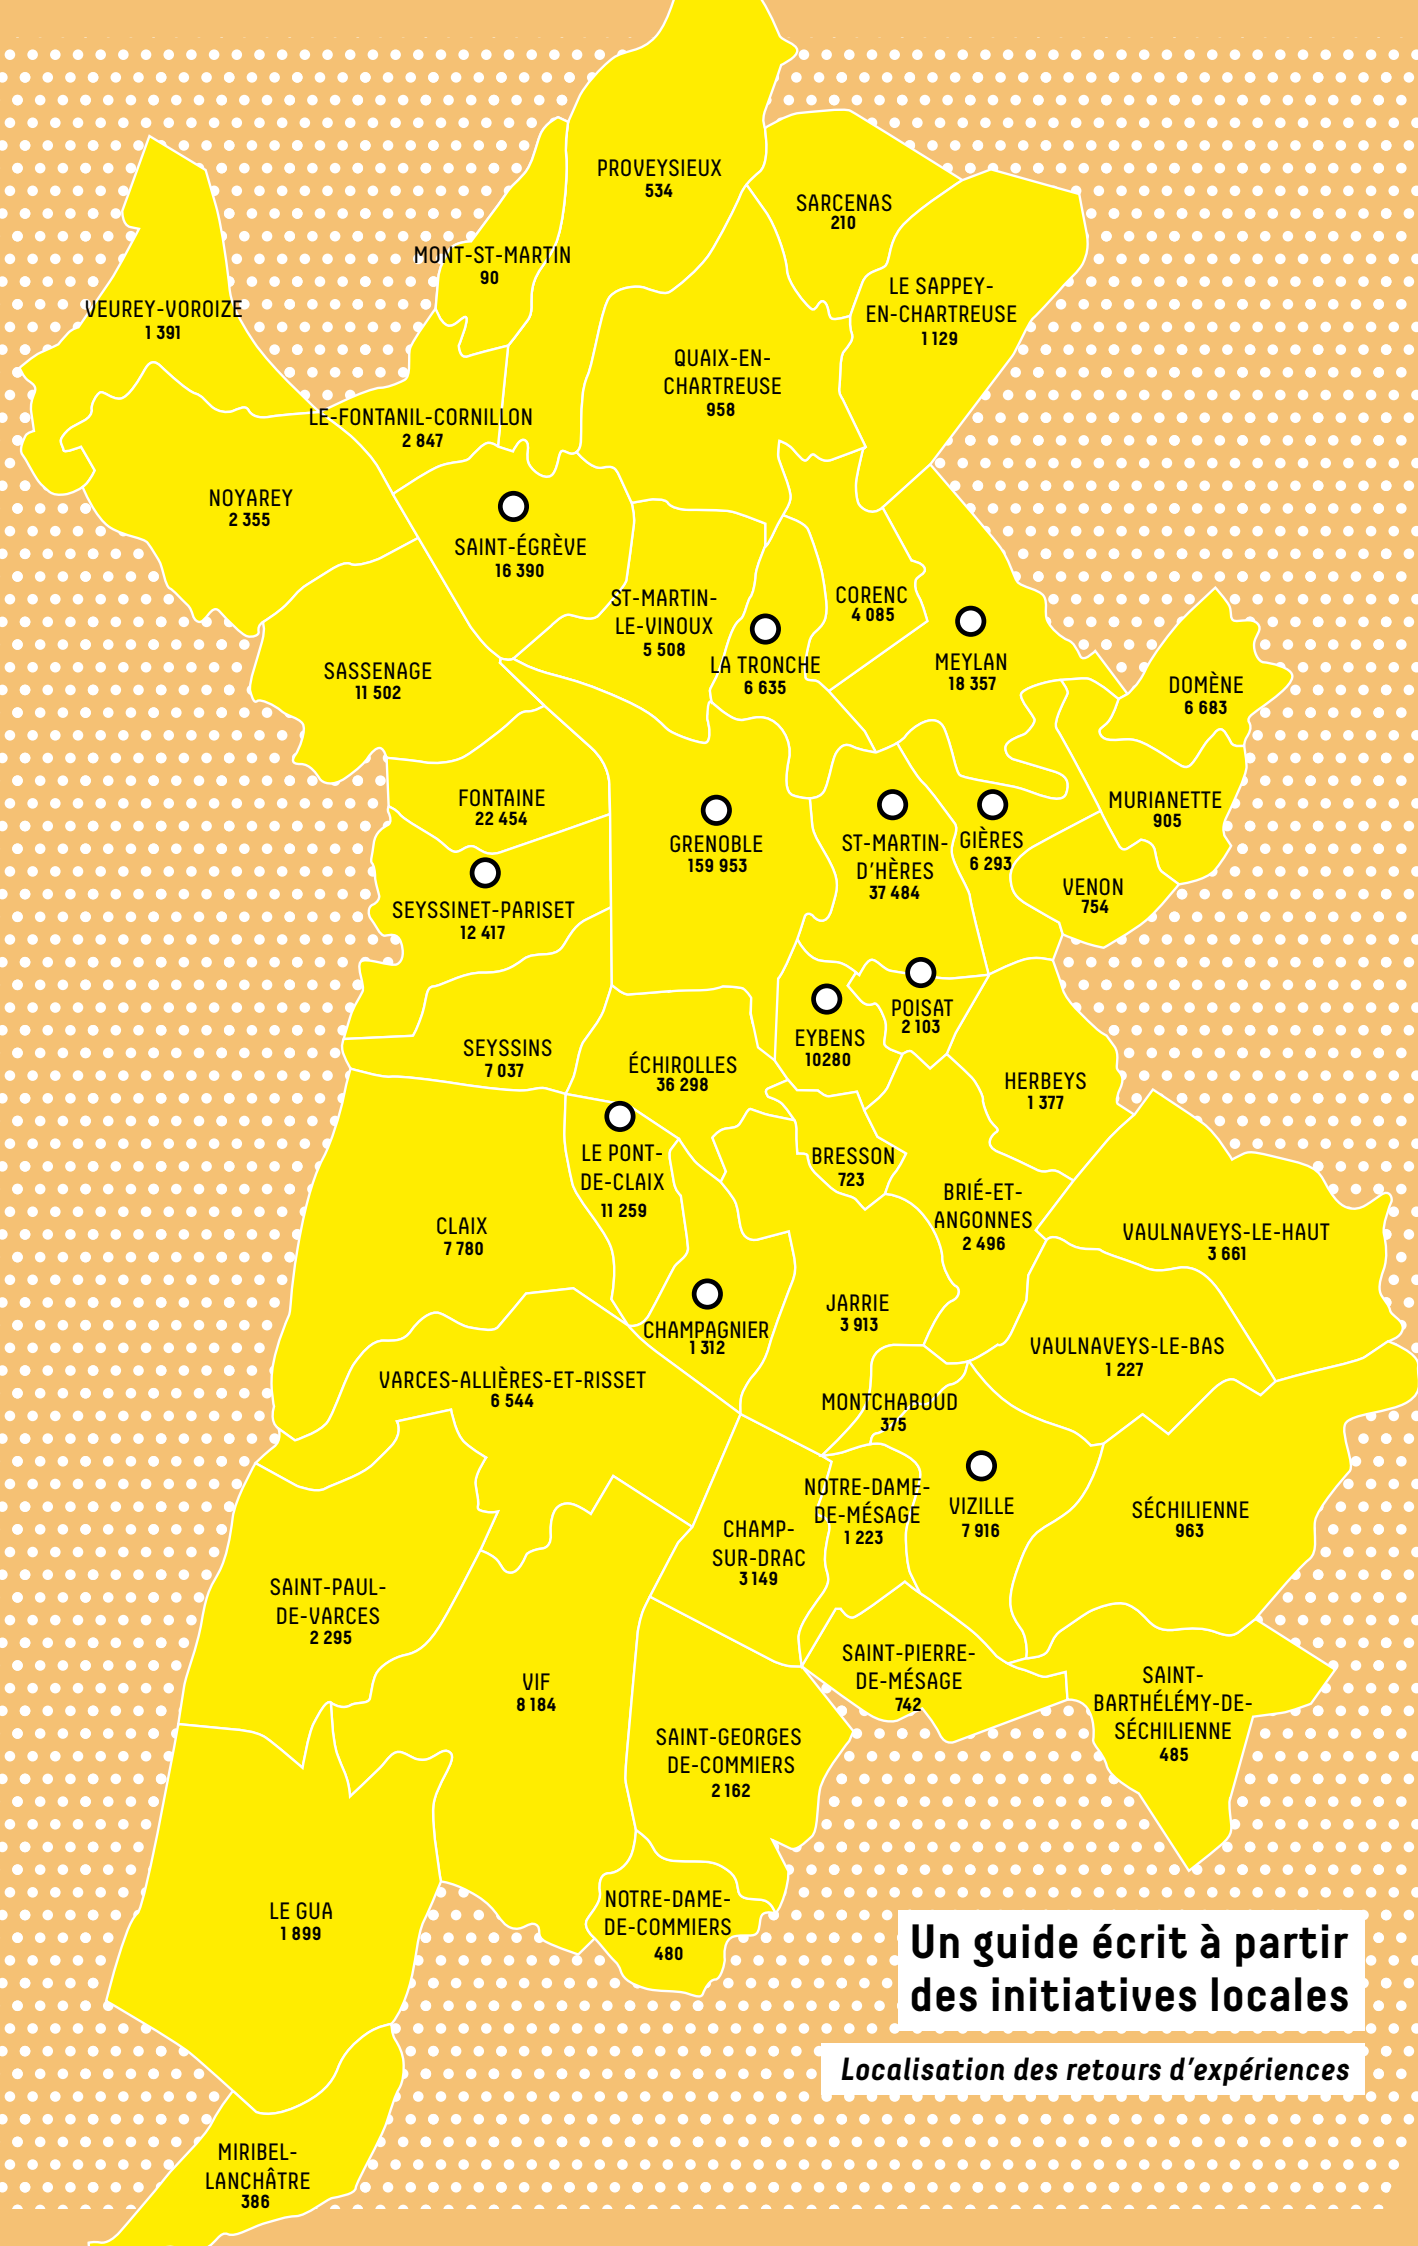 PROVEYSIEUX
534
SARCENAS
210
MONT-ST-MARTIN
90
LE SAPPEY-
EN-CHARTREUSE
1 129
VEUREY-VOROIZE
1 391
QUAIX-EN-
CHARTREUSE
958
LE-FONTANIL-CORNILLON
2 847
NOYAREY
2 355
SAINT-ÉGRÈVE
16 390
ST-MARTIN-
LE-VINOUX
5 508
CORENC
4 085
LA TRONCHE
6 635
MEYLAN
18 357
SASSENAGE
11 502
DOMÈNE
6 683
FONTAINE
22 454
MURIANETTE
905
GRENOBLE
159 953
ST-MARTIN-
D'HÈRES
37 484
GIÈRES
6 293
VENON
754
SEYSSINET-PARISET
12 417
POISAT
2 103
EYBENS
10280
SEYSSINS
7 037
ÉCHIROLLES
36 298
HERBEYS
1 377
LE PONT-
DE-CLAIX
11 259
BRESSON
723
BRIÉ-ET-
ANGONNES
2 496
CLAIX
7 780
VAULNAVEYS-LE-HAUT
3 661
JARRIE
3 913
CHAMPAGNIER
1 312
VAULNAVEYS-LE-BAS
1 227
VARCES-ALLIÈRES-ET-RISSET
6 544
MONTCHABOUD
375
NOTRE-DAME-
DE-MÉSAGE
1 223
VIZILLE
7 916
SÉCHILIENNE
963
CHAMP-
SUR-DRAC
3 149
SAINT-PAUL-
DE-VARCES
2 295
SAINT-PIERRE-
DE-MÉSAGE
742
VIF
8 184
SAINT-
BARTHÉLÉMY-DE-
SÉCHILIENNE
485
SAINT-GEORGES
DE-COMMIERS
2 162
NOTRE-DAME-
DE-COMMIERS
480
LE GUA
1 899
Un guide écrit à partir
des initiatives locales
Localisation des retours d'expériences
MIRIBEL-
LANCHÂTRE
386